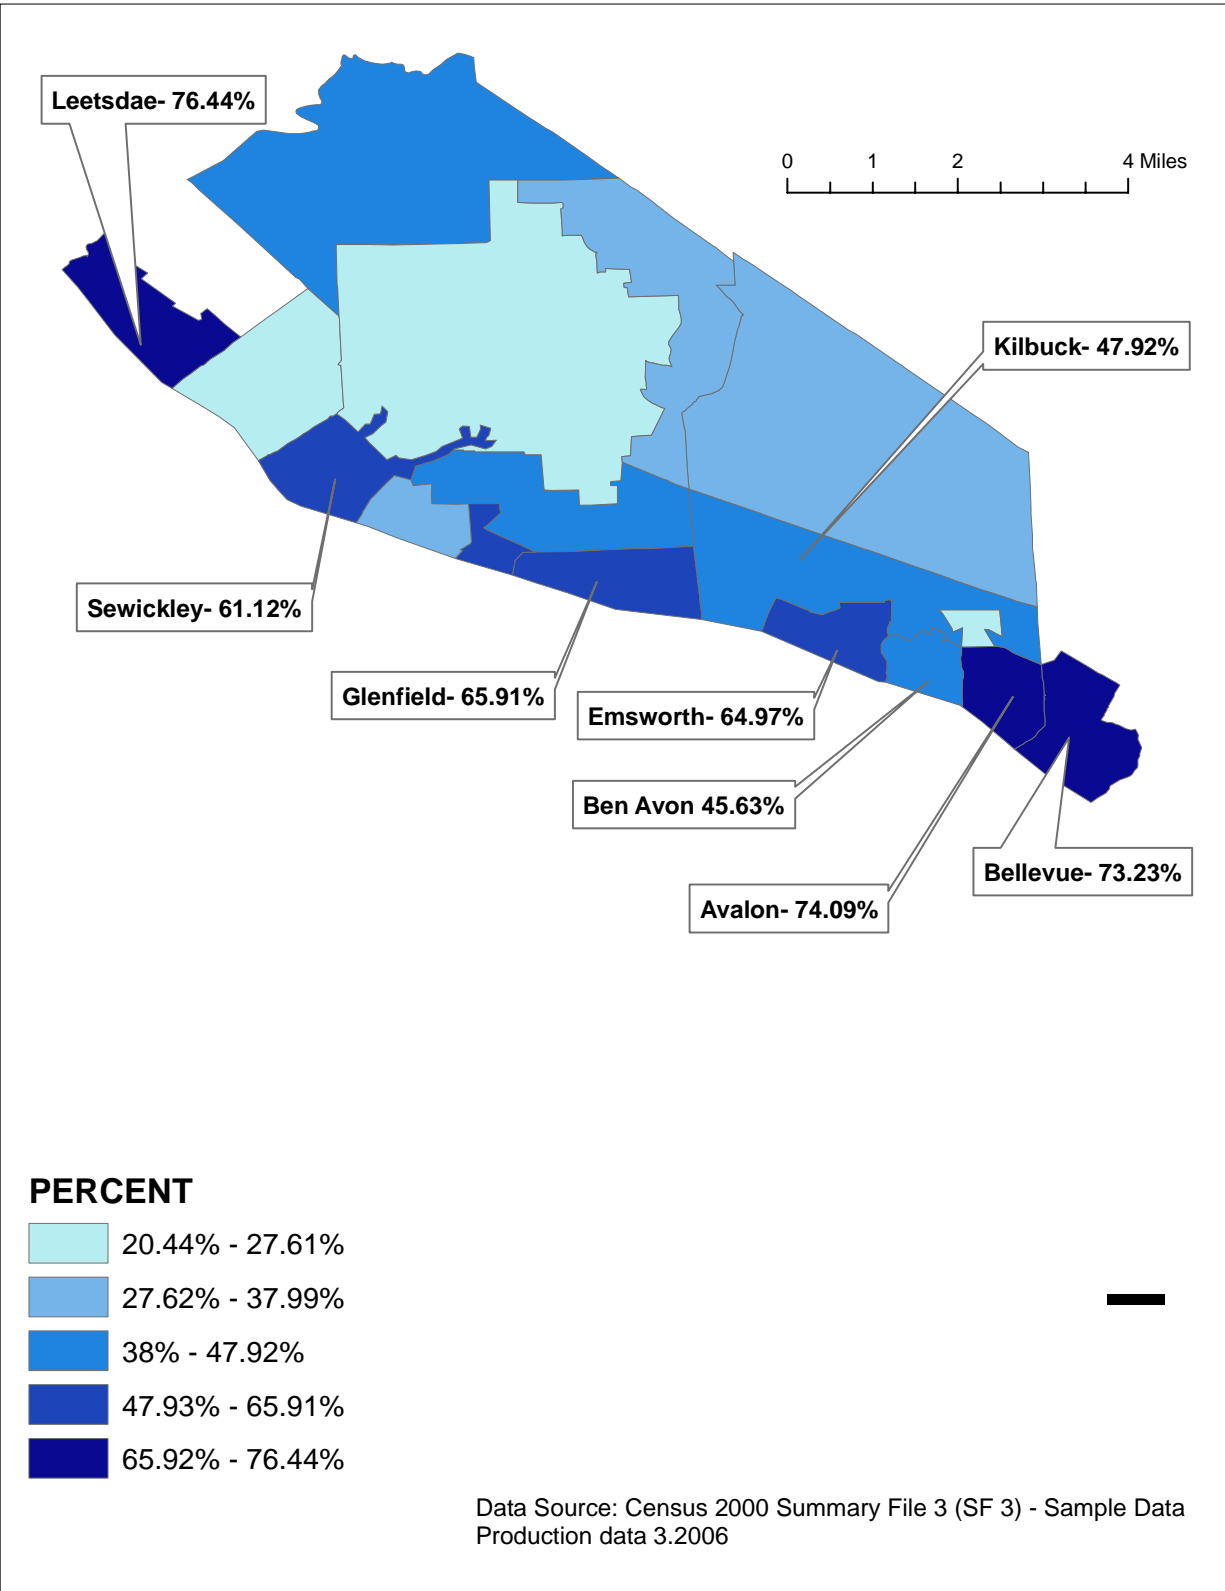 Leetsdae- 76.44%
0 1 2 4 Miles
Kilbuck- 47.92%
Sewickley- 61.12%
Glenfield- 65.91%
Emsworth- 64.97%
Ben Avon 45.63%
Bellevue- 73.23%
Avalon- 74.09%
PERCENT
20.44% - 27.61%
27.62% - 37.99%
38% - 47.92%
47.93% - 65.91%
65.92% - 76.44%
Data Source: Census 2000 Summary File 3 (SF 3) - Sample Data
Production data 3.2006